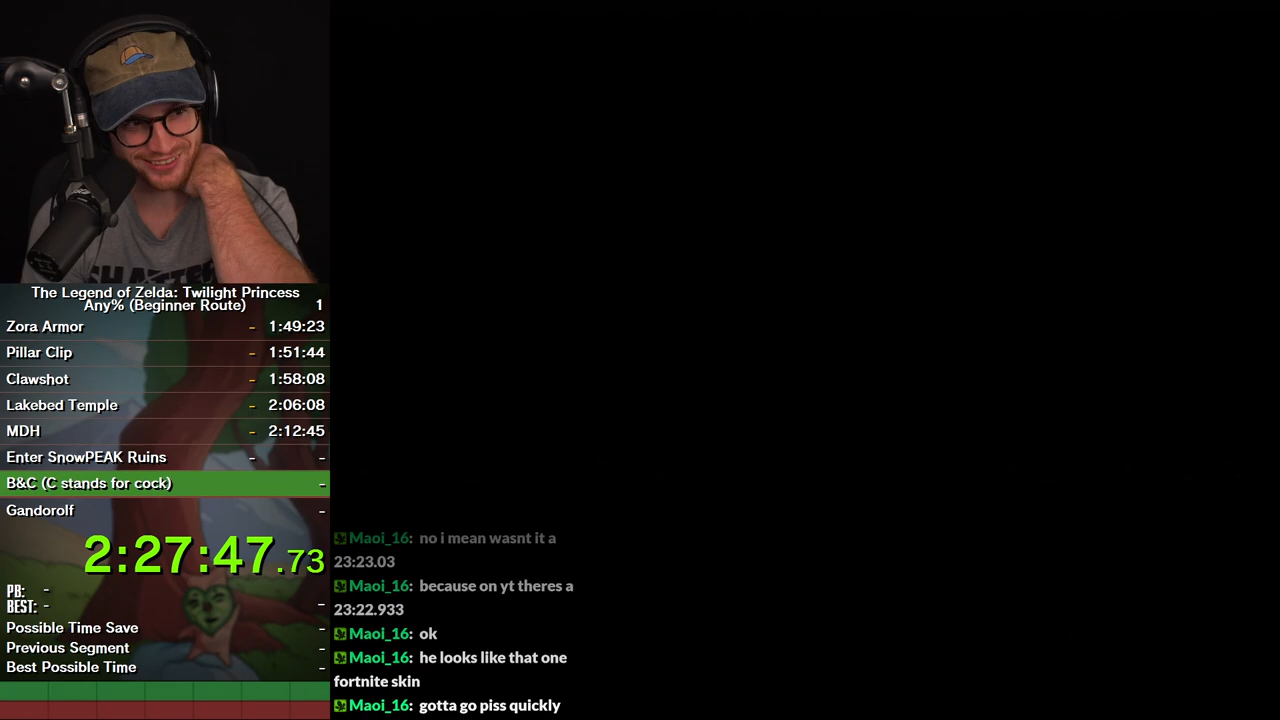 SHATTER
The Legend of Zelda: Twilight Princess
Any% (Beginner Route) 1
Zora Armor - 1:49:23
Pillar Clip - 1:51:44
Clawshot - 1:58:08
Lakebed Temple - 2:06:08
MDH - 2:12:45
Enter SnowPEAK Ruins - -
B&C (C stands for cock) -
Gandorolf -
2:27:47.73
PB: -
BEST: - -
Possible Time Save -
Previous Segment -
Best Possible Time -
Maoi_16: no i mean wasnt it a
23:23.03
Maoi_16: because on yt theres a
23:22.933
Maoi_16: ok
Maoi_16: he looks like that one
fortnite skin
Maoi_16: gotta go piss quickly